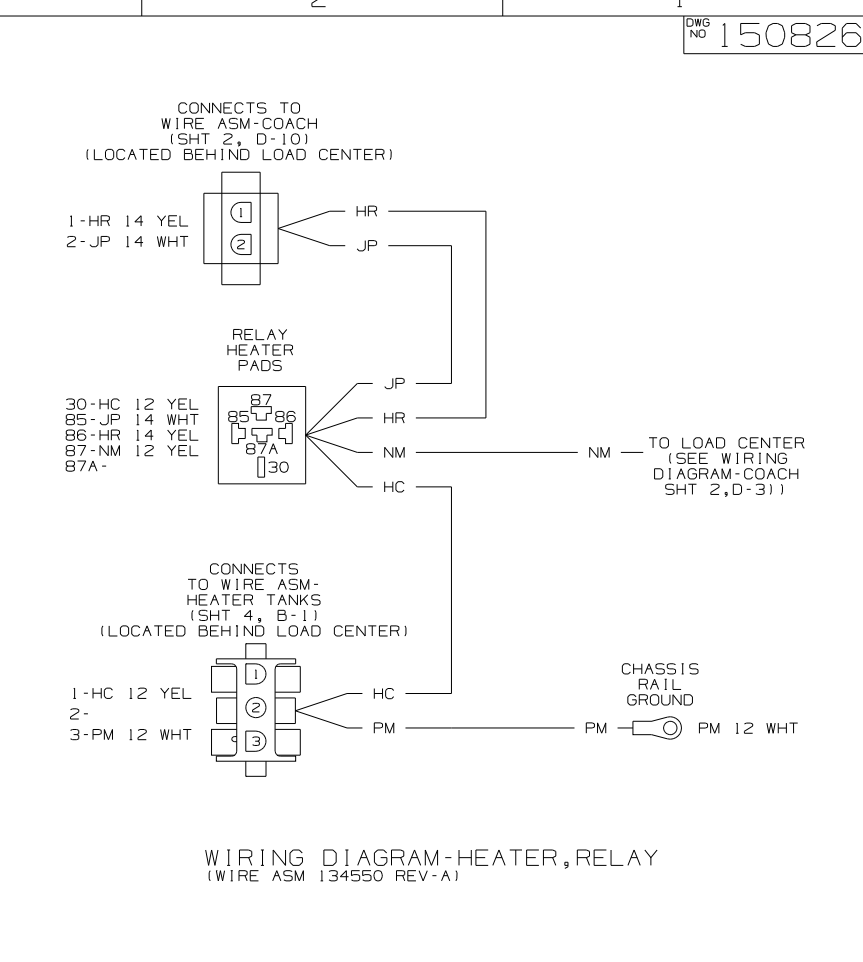 2
1
DWG
NO 150826
CONNECTS TO
WIRE ASM-COACH
(SHT 2, D-10)
(LOCATED BEHIND LOAD CENTER)
1-HR 14 YEL
2-JP 14 WHT
1
2
HR
JP
RELAY
HEATER
PADS
30-HC 12 YEL
85-JP 14 WHT
86-HR 14 YEL
87-NM 12 YEL
87A-
87
85 86
87A
30
JP
HR
NM
HC
NM
TO LOAD CENTER
(SEE WIRING
DIAGRAM-COACH
SHT 2,D-3))
CONNECTS
TO WIRE ASM-
HEATER TANKS
(SHT 4, B-1)
(LOCATED BEHIND LOAD CENTER)
1-HC 12 YEL
2-
3-PM 12 WHT
1
2
3
HC
PM
CHASSIS
RAIL
GROUND
PM
PM 12 WHT
WIRING DIAGRAM-HEATER,RELAY
(WIRE ASM 134550 REV-A)